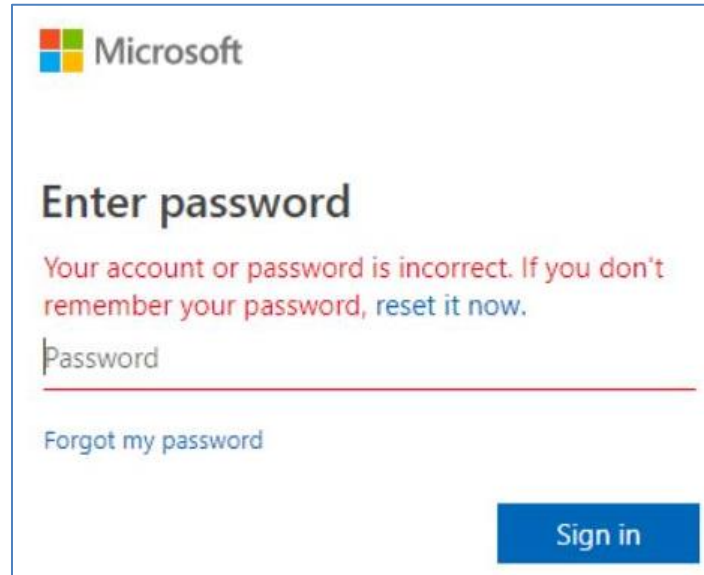 Microsoft
Enter password
Your account or password is incorrect. If you don't
remember your password, reset it now.
Password
Forgot my password
Sign in